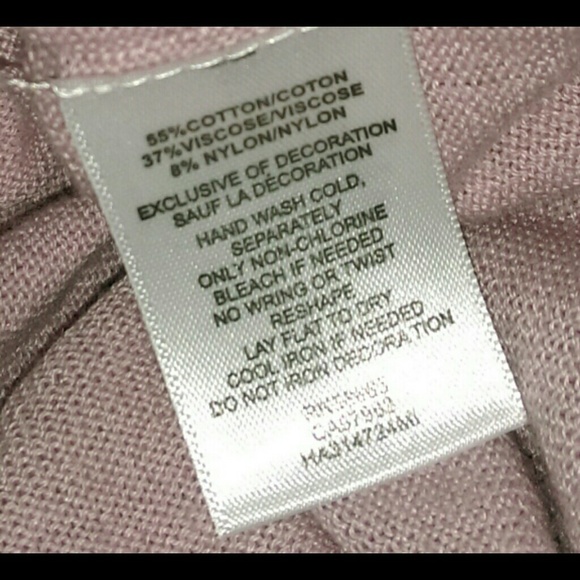 55%COTTON/COTON
37%VISCOSE/VISCOSE
8% NYLON/NYLON
EXCLUSIVE OF DECORATION
SAUF LA DÉCORATION
HAND WASH COLD,
SEPARATELY
ONLY NON-CHLORINE
BLEACH IF NEEDED
NO WRING OR TWIST
RESHAPE
LAY FLAT TO DRY
COOL IRON IF NEEDED
DO NOT IRON DECORATION
HA3X4724MI